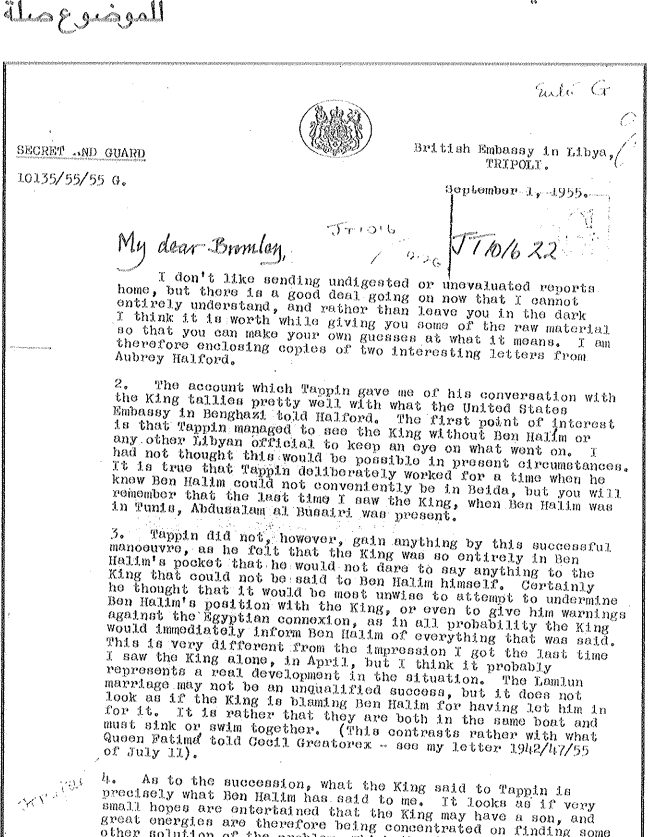 للموضوع صلة
SECRET AND GUARD
10135/55/55 G.
British Embassy in Libya,
TRIPOLI.
September 1, 1955.
JT1016
JT 1016 22
My dear Bromley,
I don't like sending undigested or unevaluated reports
home, but there is a good deal going on now that I cannot
entirely understand, and rather than leave you in the dark
I think it is worth while giving you some of the raw material
so that you can make your own guesses at what it means. I am
therefore enclosing copies of two interesting letters from
Aubrey Halford.
2. The account which Tappin gave me of his conversation with
the King tallies pretty well with what the United States
Embassy in Benghazi told Halford. The first point of interest
is that Tappin managed to see the King without Ben Halim or
any other Libyan official to keep an eye on what went on. I
had not thought this would be possible in present circumstances.
It is true that Tappin deliberately worked for a time when he
knew Ben Halim could not conveniently be in Beida, but you will
remember that the last time I saw the King, when Ben Halim was
in Tunis, Abdusalam al Busairi was present.
3. Tappin did not, however, gain anything by this successful
manoeuvre, as he felt that the King was so entirely in Ben
Halim's pocket that he would not dare to say anything to the
King that could not be said to Ben Halim himself. Certainly
he thought that it would be most unwise to attempt to undermine
Ben Halim's position with the King, or even to give him warnings
against the Egyptian connexion, as in all probability the King
would immediately inform Ben Halim of everything that was said.
This is very different from the impression I got the last time
I saw the King alone, in April, but I think it probably
represents a real development in the situation. The Lamlun
marriage may not be an unqualified success, but it does not
look as if the King is blaming Ben Halim for having let him in
for it. It is rather that they are both in the same boat and
must sink or swim together. (This contrasts rather with what
Queen Fatima told Cecil Greatorex - see my letter 1942/47/55
of July 11).
4. As to the succession, what the King said to Tappin is
precisely what Ben Halim has said to me. It looks as if very
small hopes are entertained that the King may have a son, and
great energies are therefore being concentrated on finding some
other solution of the problem